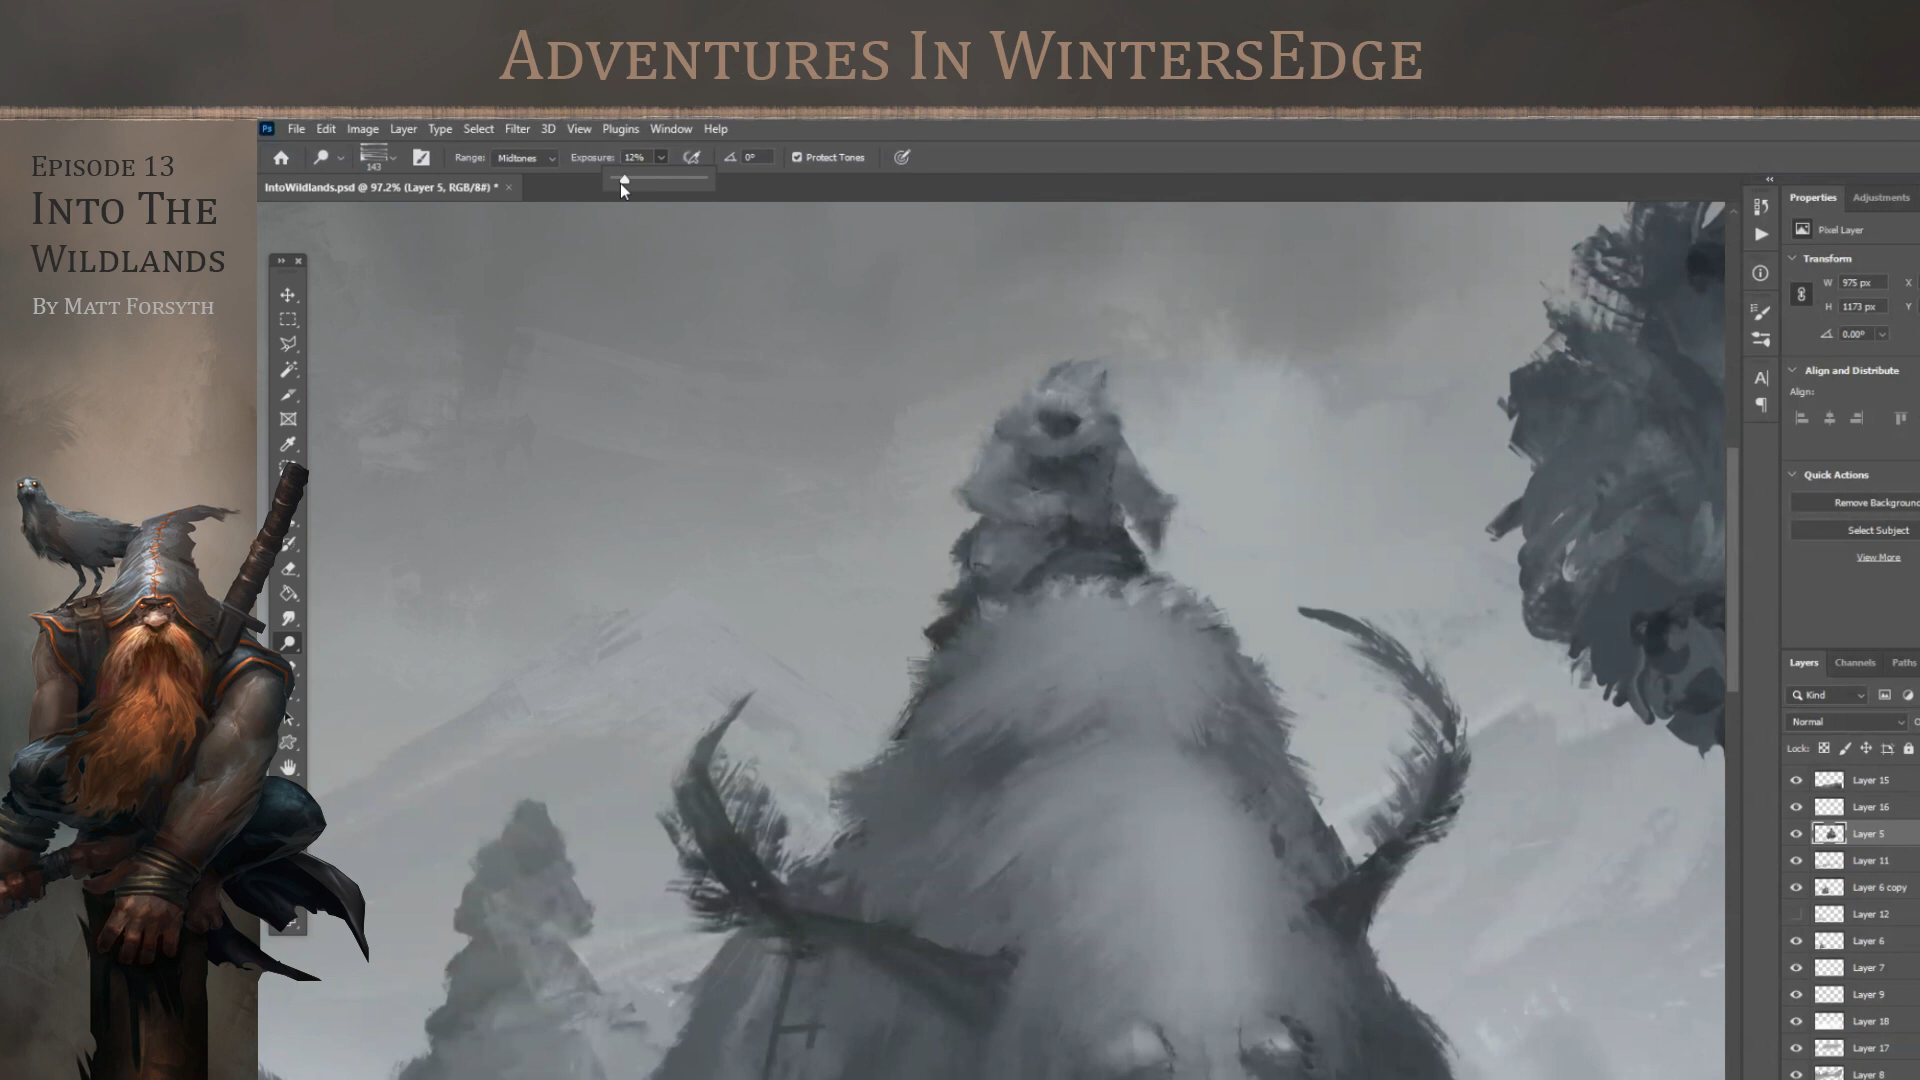 Adventures In WintersEdge
Episode 13
Into The
Wildlands
By Matt Forsyth
Ps File Edit Image Layer Type Select Filter 3D View Plugins Window Help
143 Range: Midtones Exposure: 12% 0° Protect Tones
IntoWildlands.psd @ 97.2% (Layer 5, RGB/8#) * ×
Properties Adjustments
Pixel Layer
Transform
W 975 px X
H 1173 px Y
0.00°
Align and Distribute
Align:
Quick Actions
Remove Background
Select Subject
View More
Layers Channels Paths
Kind
Normal
Lock:
Layer 15
Layer 16
Layer 5
Layer 11
Layer 6 copy
Layer 12
Layer 6
Layer 7
Layer 9
Layer 18
Layer 17
Layer 8